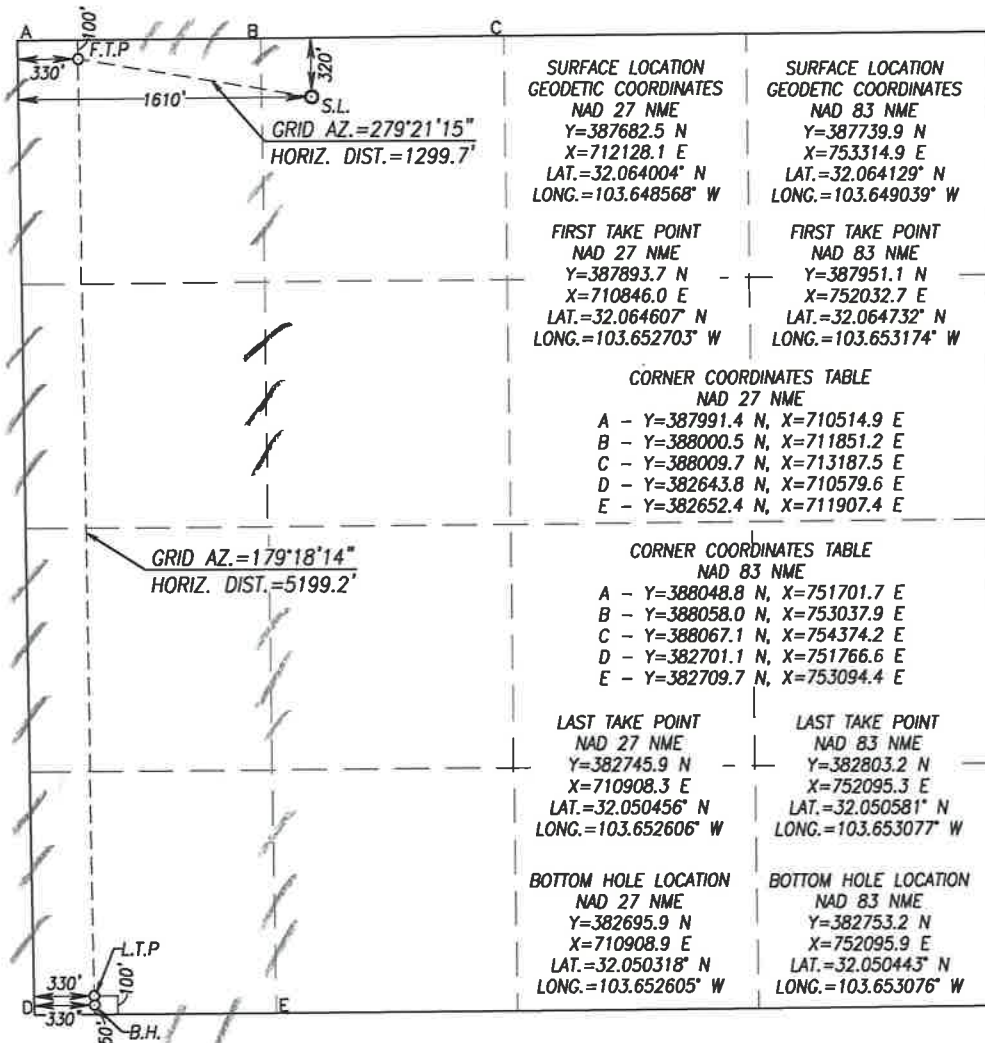 A
B
C
100'
F.T.P
330'
320'
1610'
S.L.
GRID AZ.=279°21'15"
HORIZ. DIST.=1299.7'
SURFACE LOCATION
GEODETIC COORDINATES
NAD 27 NME
Y=387682.5 N
X=712128.1 E
LAT.=32.064004° N
LONG.=103.648568° W
SURFACE LOCATION
GEODETIC COORDINATES
NAD 83 NME
Y=387739.9 N
X=753314.9 E
LAT.=32.064129° N
LONG.=103.649039° W
FIRST TAKE POINT
NAD 27 NME
Y=387893.7 N
X=710846.0 E
LAT.=32.064607° N
LONG.=103.652703° W
FIRST TAKE POINT
NAD 83 NME
Y=387951.1 N
X=752032.7 E
LAT.=32.064732° N
LONG.=103.653174° W
CORNER COORDINATES TABLE
NAD 27 NME
A - Y=387991.4 N, X=710514.9 E
B - Y=388000.5 N, X=711851.2 E
C - Y=388009.7 N, X=713187.5 E
D - Y=382643.8 N, X=710579.6 E
E - Y=382652.4 N, X=711907.4 E
GRID AZ.=179°18'14"
HORIZ. DIST.=5199.2'
CORNER COORDINATES TABLE
NAD 83 NME
A - Y=388048.8 N, X=751701.7 E
B - Y=388058.0 N, X=753037.9 E
C - Y=388067.1 N, X=754374.2 E
D - Y=382701.1 N, X=751766.6 E
E - Y=382709.7 N, X=753094.4 E
LAST TAKE POINT
NAD 27 NME
Y=382745.9 N
X=710908.3 E
LAT.=32.050456° N
LONG.=103.652606° W
LAST TAKE POINT
NAD 83 NME
Y=382803.2 N
X=752095.3 E
LAT.=32.050581° N
LONG.=103.653077° W
BOTTOM HOLE LOCATION
NAD 27 NME
Y=382695.9 N
X=710908.9 E
LAT.=32.050318° N
LONG.=103.652605° W
BOTTOM HOLE LOCATION
NAD 83 NME
Y=382753.2 N
X=752095.9 E
LAT.=32.050443° N
LONG.=103.653076° W
L.T.P
330'
100'
D
330'
E
50'
B.H.